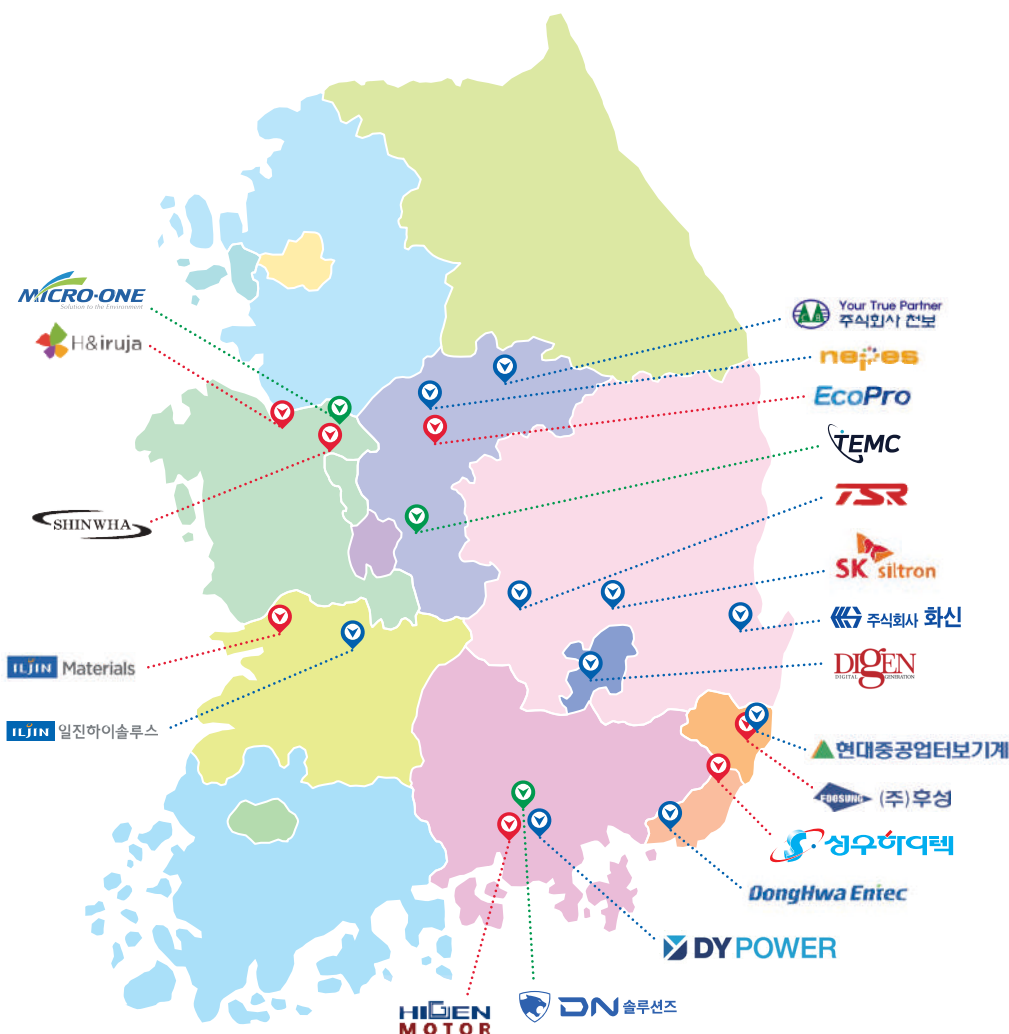 MICRO-ONE
Solution to the Environment
H&iruja
SHINWHA
ILJIN Materials
ILJIN 일진하이솔루스
Your True Partner
주식회사 천보
nepes
EcoPro
TEMC
TSR
SK siltron
주식회사 화신
DIGEN
DIGITAL GENERATION
현대중공업터보기계
FOOSUNG (주)후성
성우하이텍
DongHwa Entec
DY POWER
HIGEN
MOTOR
DN 솔루션즈